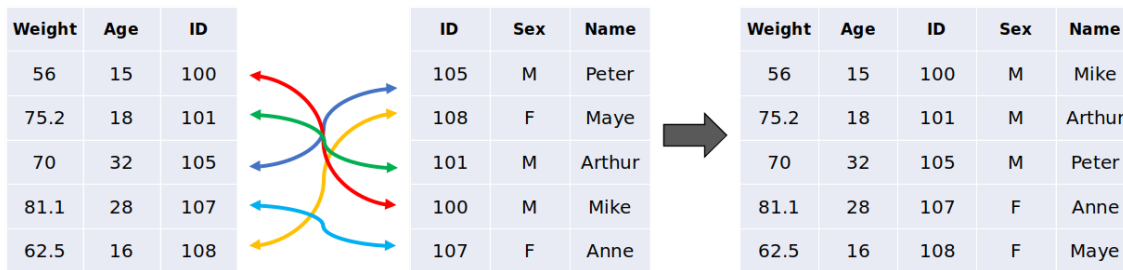 Weight Age ID ID Sex Name Weight Age ID Sex Name
56 15 100 105 M Peter 56 15 100 M Mike
75.2 18 101 108 F Maye 75.2 18 101 M Arthur
70 32 105 101 M Arthur 70 32 105 M Peter
81.1 28 107 100 M Mike 81.1 28 107 F Anne
62.5 16 108 107 F Anne 62.5 16 108 F Maye